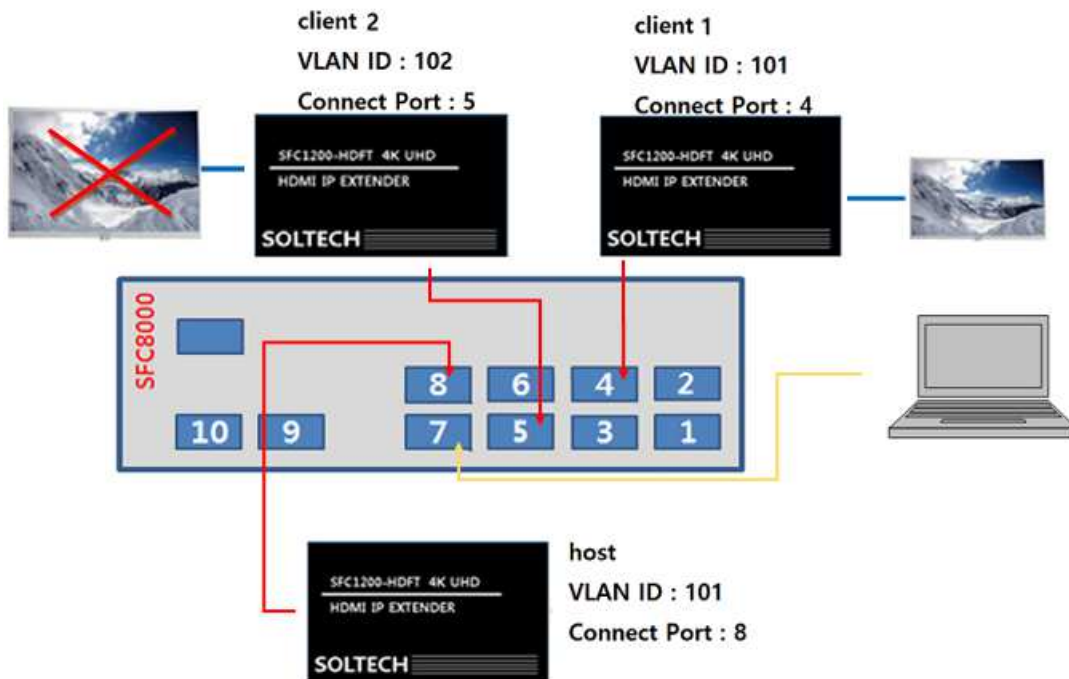 client 2
VLAN ID : 102
Connect Port : 5
client 1
VLAN ID : 101
Connect Port : 4
SFC1200-HDFT 4K UHD
HDMI IP EXTENDER
SOLTECH
SFC1200-HDFT 4K UHD
HDMI IP EXTENDER
SOLTECH
SFC8000
8 6 4 2
10 9 7 5 3 1
SFC1200-HDFT 4K UHD
HDMI IP EXTENDER
SOLTECH
host
VLAN ID : 101
Connect Port : 8